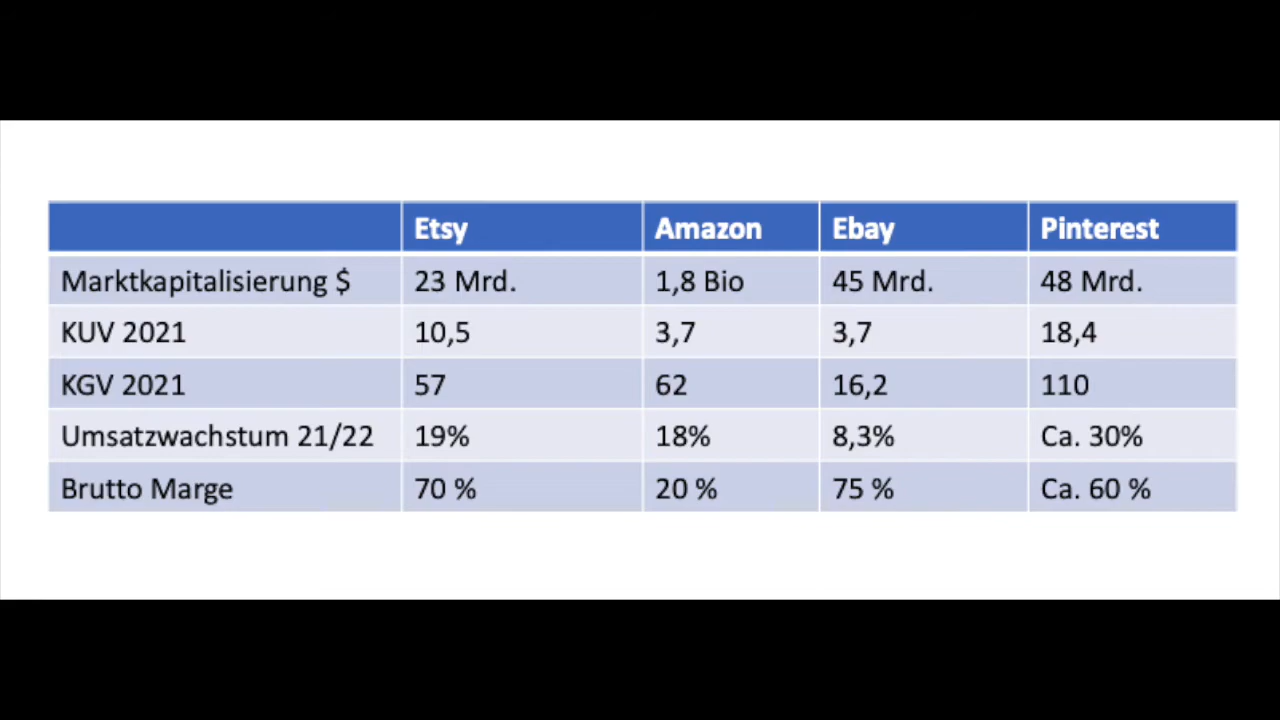 Etsy Amazon Ebay Pinterest
Marktkapitalisierung $ 23 Mrd. 1,8 Bio 45 Mrd. 48 Mrd.
KUV 2021 10,5 3,7 3,7 18,4
KGV 2021 57 62 16,2 110
Umsatzwachstum 21/22 19% 18% 8,3% Ca. 30%
Brutto Marge 70 % 20 % 75 % Ca. 60 %